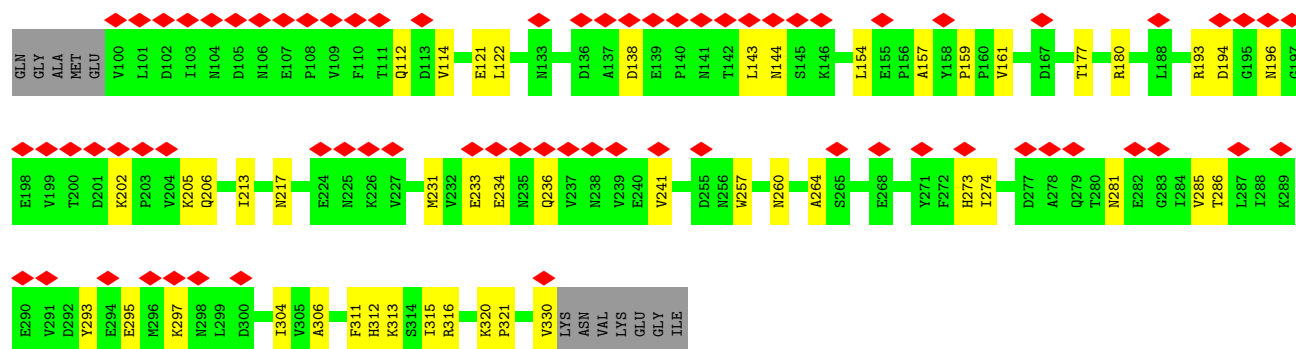 GLN GLY ALA MET GLU V100 L101 D102 I103 N104 D105 N106 E107 P108 V109 F110 T111 Q112 D113 V114 E121 L122 N133 D136 A137 D138 E139 P140 N141 T142 L143 N144 S145 K146 L154 E155 P156 A157 Y158 P159 P160 V161 D167 T177 R180 L188 R193 D194 G195 N196 G197
E198 V199 T200 D201 K202 P203 V204 K205 Q206 I213 N217 E224 N225 K226 V227 M231 V232 E233 E234 N235 Q236 V237 N238 V239 E240 V241 D255 N256 W257 N260 A264 S265 E268 Y271 F272 H273 I274 D277 A278 Q279 T280 N281 E282 G283 I284 V285 T286 L287 I288 K289
E290 V291 D292 Y293 E294 E295 M296 K297 N298 L299 D300 I304 V305 A306 F311 H312 K313 S314 I315 R316 K320 P321 V330 LYS ASN VAL LYS GLU GLY ILE